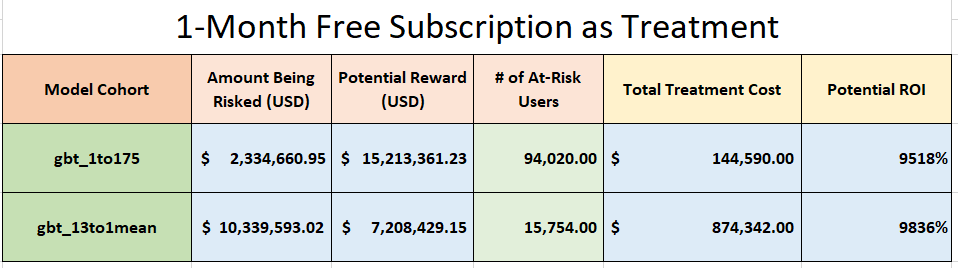 1-Month Free Subscription as Treatment
Model Cohort
Amount Being
Risked (USD)
Potential Reward
(USD)
# of At-Risk
Users
Total Treatment Cost
Potential ROI
gbt_1to175
$ 2,334,660.95
$ 15,213,361.23
94,020.00
$ 144,590.00
9518%
gbt_13to1mean
$ 10,339,593.02
$ 7,208,429.15
15,754.00
$ 874,342.00
9836%